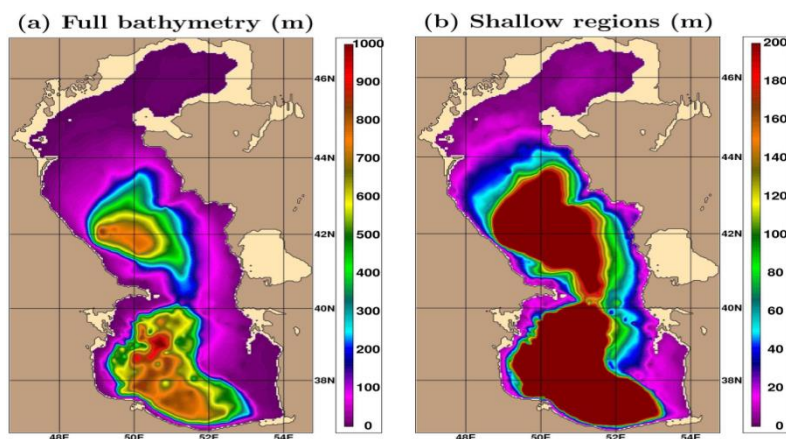 (a) Full bathymetry (m)
(b) Shallow regions (m)
46N
44N
42N
40N
38N
48E 50E 52E 54E
1000
900
800
700
600
500
400
300
200
100
0
46N
44N
42N
40N
38N
48E 50E 52E 54E
200
180
160
140
120
100
80
60
40
20
0